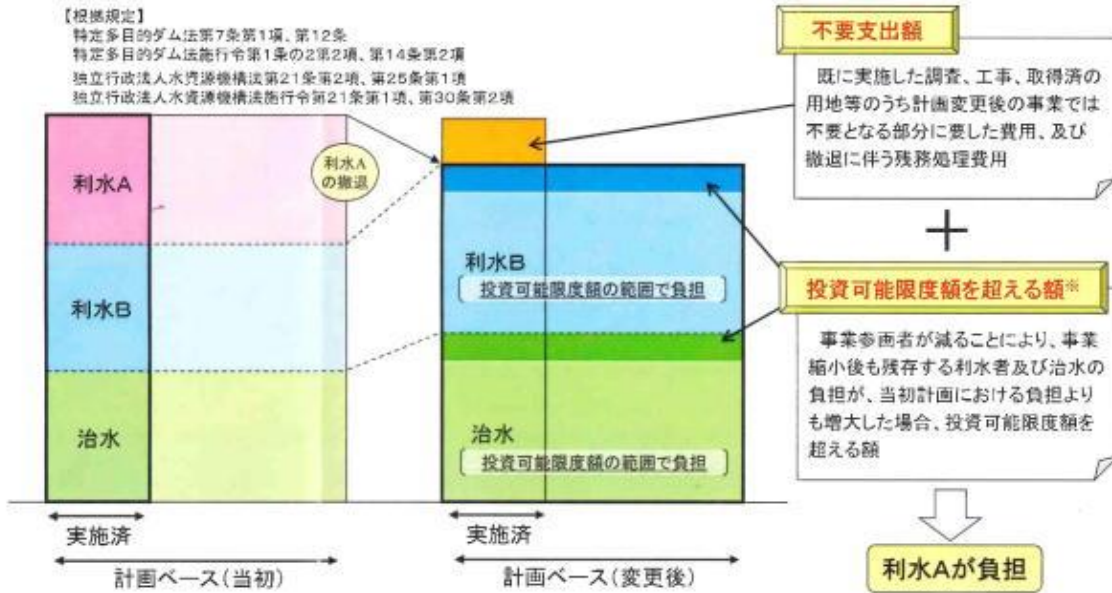 【根拠規定】
特定多目的ダム法第7条第1項、第12条
特定多目的ダム法施行令第1条の2第2項、第14条第2項
独立行政法人水資源機構法第21条第2項、第25条第1項
独立行政法人水資源機構法施行令第21条第1項、第30条第2項
利水A
利水B
治水
利水A
の撤退
実施済
計画ベース(当初)
利水B
投資可能限度額の範囲で負担
治水
投資可能限度額の範囲で負担
実施済
計画ベース(変更後)
不要支出額
既に実施した調査、工事、取得済の
用地等のうち計画変更後の事業では
不要となる部分に要した費用、及び
撤退に伴う残務処理費用
+
投資可能限度額を超える額※
事業参画者が減ることにより、事業
縮小後も残存する利水者及び治水の
負担が、当初計画における負担より
も増大した場合、投資可能限度額を
超える額
利水Aが負担